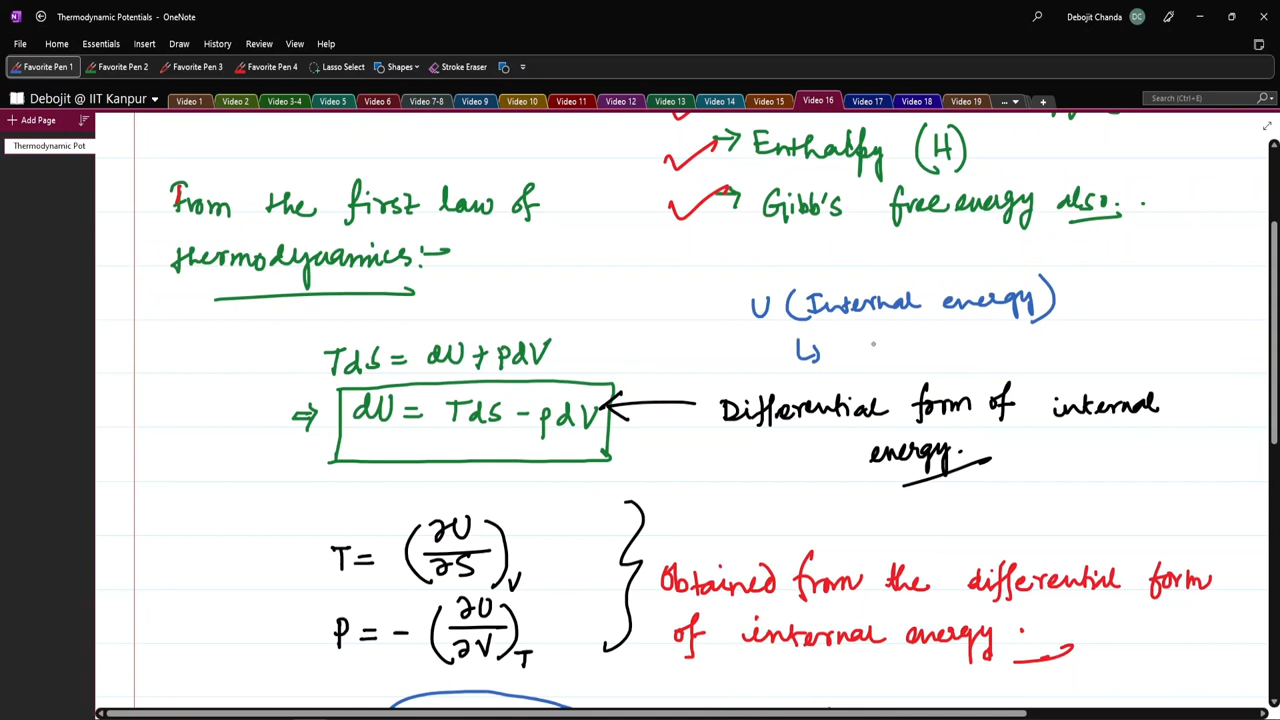 Thermodynamic Potentials - OneNote
Debojit Chanda DC
File Home Essentials Insert Draw History Review View Help
Favorite Pen 1 Favorite Pen 2 Favorite Pen 3 Favorite Pen 4 Lasso Select Shapes Stroke Eraser
Debojit @ IIT Kanpur Video 1 Video 2 Video 3-4 Video 5 Video 6 Video 7-8 Video 9 Video 10 Video 11 Video 12 Video 13 Video 14 Video 15 Video 16 Video 17 Video 18 Video 19 ... Search (Ctrl+E)
Add Page
Thermodynamic Pot
→ Enthalpy (H)
→ Gibb's free energy also.
From the first law of
thermodynamics:-
U (Internal energy)
↳
TdS = dU + pdV
⇒ dU = TdS - pdV ← Differential form of internal
energy.
T = (∂U/∂S)_V
P = - (∂U/∂V)_T
Obtained from the differential form
of internal energy.